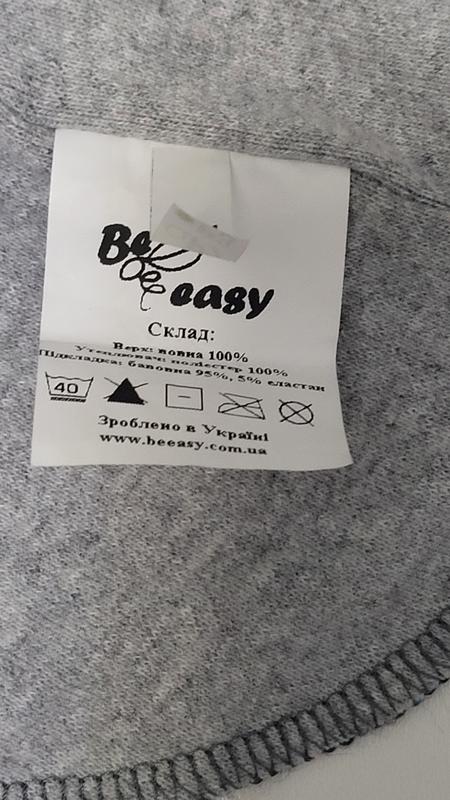 Be
easy
Склад:
Верх: вовна 100%
Утеплювач: поліестер 100%
Підкладка: бавовна 95%, 5% еластан
40
Зроблено в Україні
www.beeasy.com.ua